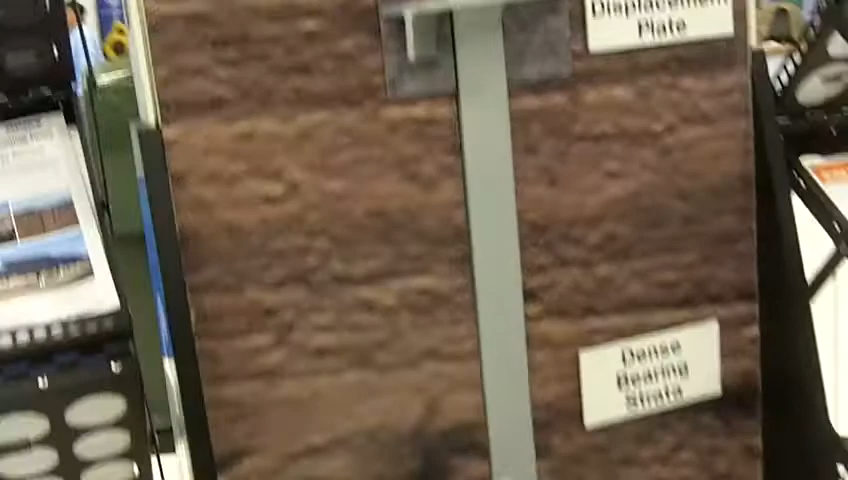 Displacement
Plate
Dense
Bearing
Strata